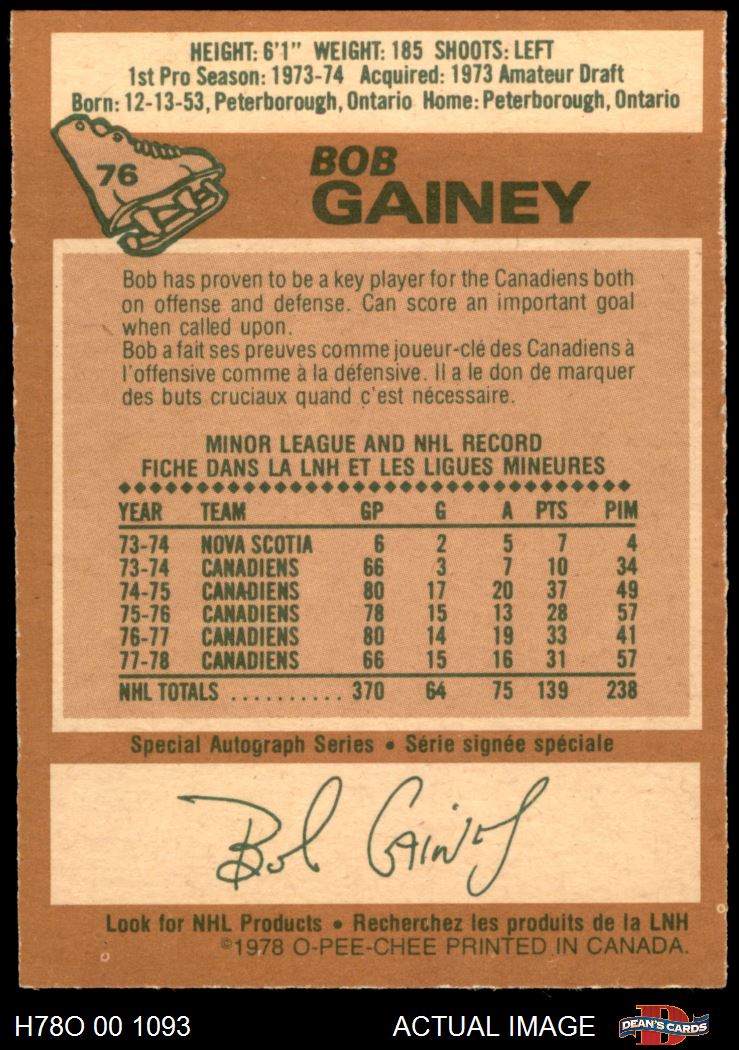 HEIGHT: 6'1" WEIGHT: 185 SHOOTS: LEFT
1st Pro Season: 1973-74 Acquired: 1973 Amateur Draft
Born: 12-13-53, Peterborough, Ontario Home: Peterborough, Ontario
76
BOB
GAINEY
Bob has proven to be a key player for the Canadiens both
on offense and defense. Can score an important goal
when called upon.
Bob a fait ses preuves comme joueur-clé des Canadiens à
l'offensive comme à la défensive. Il a le don de marquer
des buts cruciaux quand c'est nécessaire.
MINOR LEAGUE AND NHL RECORD
FICHE DANS LA LNH ET LES LIGUES MINEURES
YEAR TEAM GP G A PTS PIM
73-74 NOVA SCOTIA 6 2 5 7 4
73-74 CANADIENS 66 3 7 10 34
74-75 CANADIENS 80 17 20 37 49
75-76 CANADIENS 78 15 13 28 57
76-77 CANADIENS 80 14 19 33 41
77-78 CANADIENS 66 15 16 31 57
NHL TOTALS .......... 370 64 75 139 238
Special Autograph Series • Série signée spéciale
Bob Gainey
Look for NHL Products • Recherchez les produits de la LNH
©1978 O-PEE-CHEE PRINTED IN CANADA.
H78O 00 1093 ACTUAL IMAGE D DEAN'S CARDS